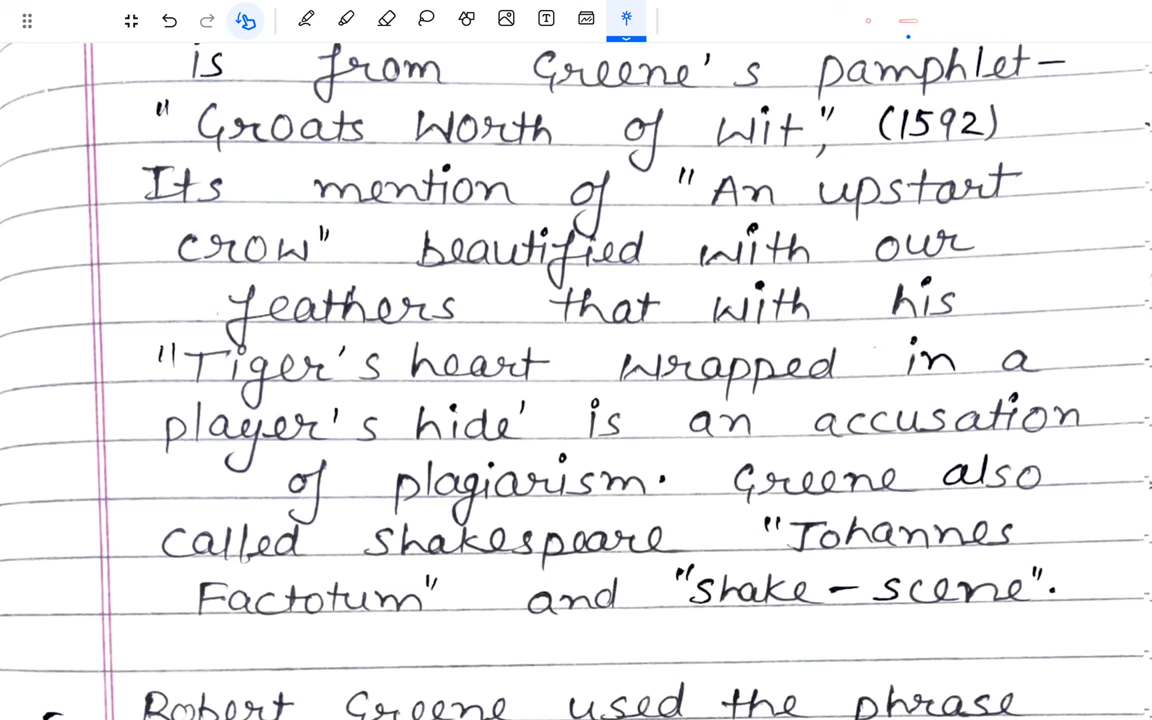 is from Greene's pamphlet-
"Groats Worth of Wit," (1592)
Its mention of "An upstart
crow" beautified with our
feathers that with his
"Tiger's heart wrapped in a
player's hide' is an accusation
of plagiarism. Greene also
called Shakespeare "Johannes
Factotum" and "Shake-scene".
Robert Greene used the phrase